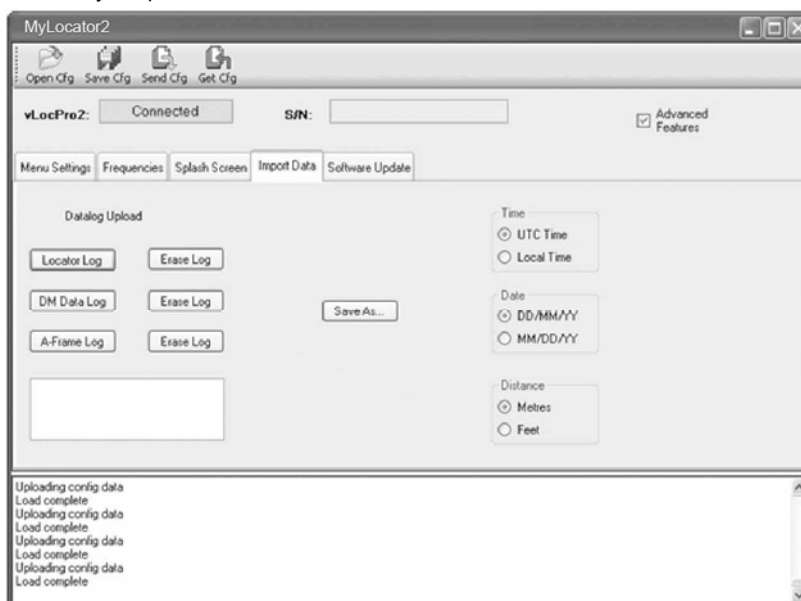 MyLocator2
Open Cfg Save Cfg Send Cfg Get Cfg
vLocPro2: Connected S/N:
Advanced
Features
Menu Settings Frequencies Splash Screen Import Data Software Update
Datalog Upload
Locator Log Erase Log
DM Data Log Erase Log
A-Frame Log Erase Log
Save As...
Time
UTC Time
Local Time
Date
DD/MM/YY
MM/DD/YY
Distance
Metres
Feet
Uploading config data
Load complete
Uploading config data
Load complete
Uploading config data
Load complete
Uploading config data
Load complete